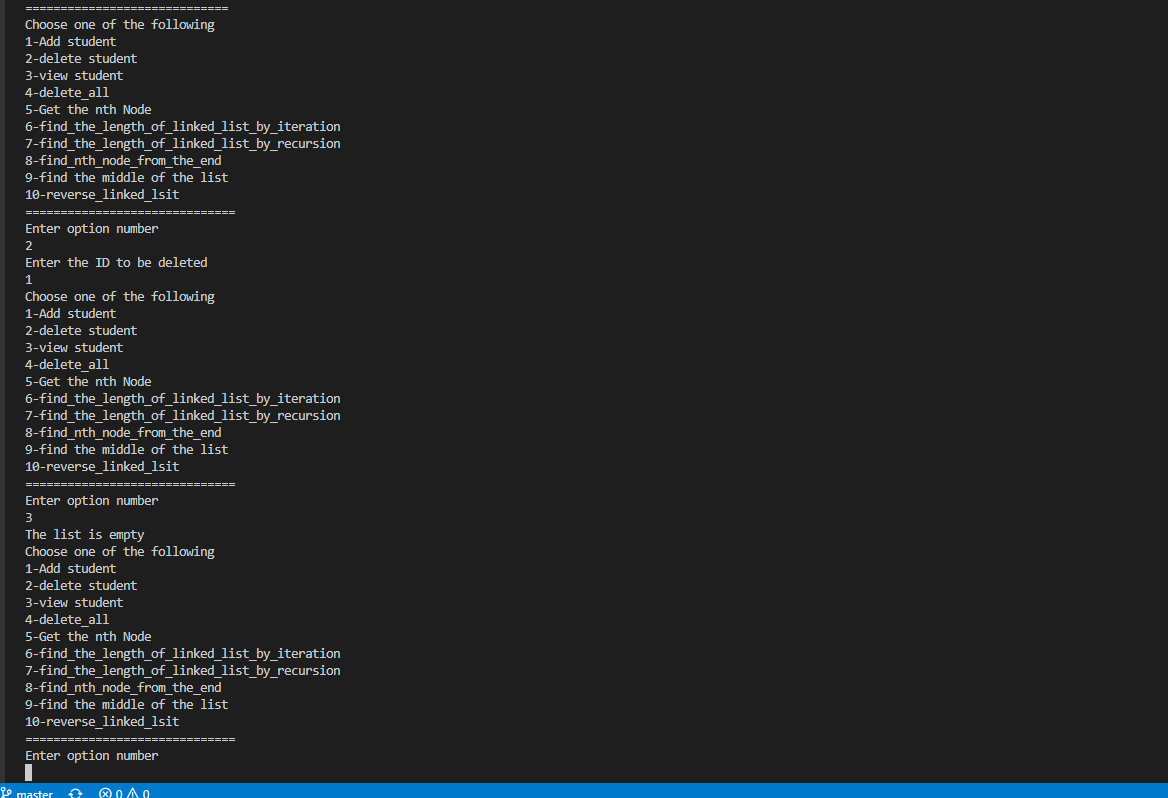 =============================
Choose one of the following
1-Add student
2-delete student
3-view student
4-delete_all
5-Get the nth Node
6-find_the_length_of_linked_list_by_iteration
7-find_the_length_of_linked_list_by_recursion
8-find_nth_node_from_the_end
9-find the middle of the list
10-reverse_linked_lsit
==============================
Enter option number
2
Enter the ID to be deleted
1
Choose one of the following
1-Add student
2-delete student
3-view student
4-delete_all
5-Get the nth Node
6-find_the_length_of_linked_list_by_iteration
7-find_the_length_of_linked_list_by_recursion
8-find_nth_node_from_the_end
9-find the middle of the list
10-reverse_linked_lsit
==============================
Enter option number
3
The list is empty
Choose one of the following
1-Add student
2-delete student
3-view student
4-delete_all
5-Get the nth Node
6-find_the_length_of_linked_list_by_iteration
7-find_the_length_of_linked_list_by_recursion
8-find_nth_node_from_the_end
9-find the middle of the list
10-reverse_linked_lsit
==============================
Enter option number
master 0 0